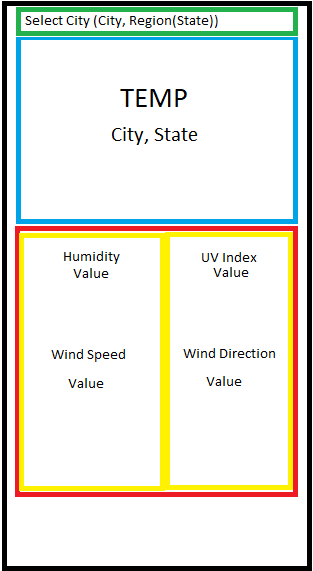 Select City (City, Region(State))
TEMP
City, State
Humidity
Value
UV Index
Value
Wind Speed
Value
Wind Direction
Value